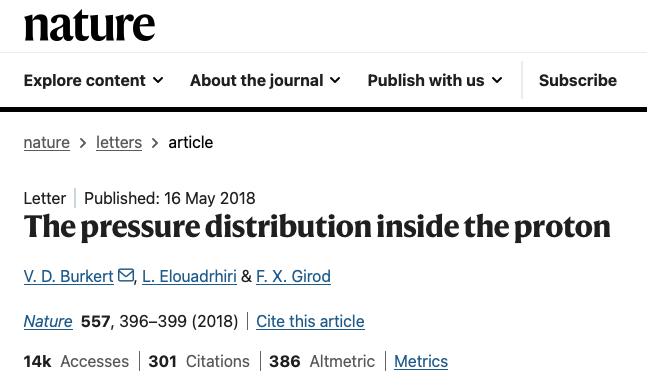 nature
Explore content About the journal Publish with us Subscribe
nature > letters > article
Letter | Published: 16 May 2018
The pressure distribution inside the proton
V. D. Burkert, L. Elouadrhiri & F. X. Girod
Nature 557, 396–399 (2018) | Cite this article
14k Accesses | 301 Citations | 386 Altmetric | Metrics